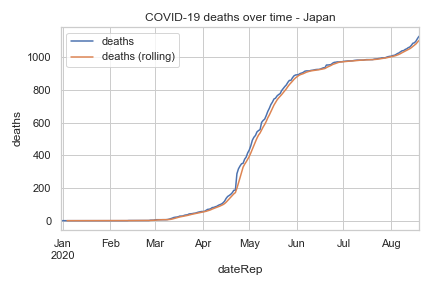 COVID-19 deaths over time - Japan
deaths
deaths (rolling)
deaths
1000
800
600
400
200
0
Jan Feb Mar Apr May Jun Jul Aug
2020
dateRep